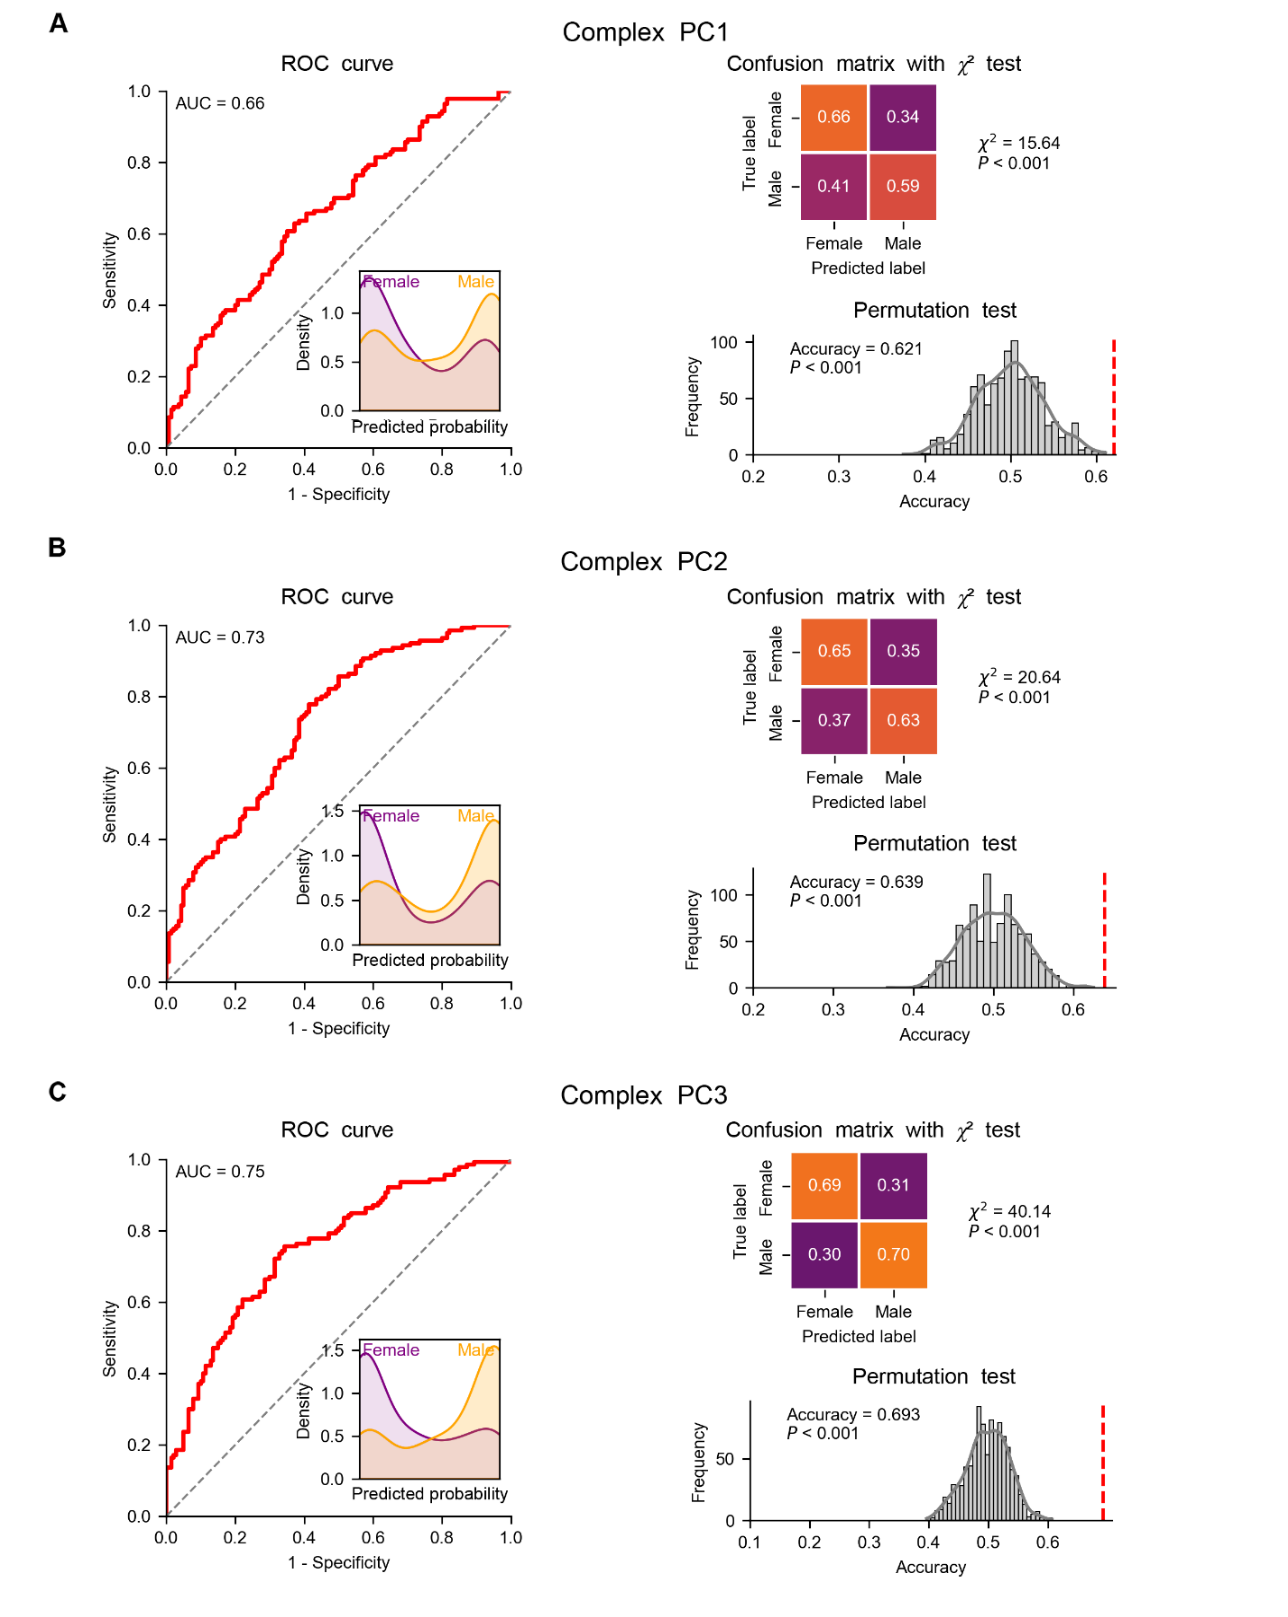 A
Complex PC1
ROC curve
AUC = 0.66
1.0
0.8
0.6
0.4
0.2
0.0
Sensitivity
0.0 0.2 0.4 0.6 0.8 1.0
1 - Specificity
Female Male
1.0
0.5
0.0
Density
Predicted probability
Confusion matrix with χ² test
True label
Female
Male
0.66 0.34
0.41 0.59
Female Male
Predicted label
χ² = 15.64
P < 0.001
Permutation test
Accuracy = 0.621
P < 0.001
100
50
0
Frequency
0.2 0.3 0.4 0.5 0.6
Accuracy
B
Complex PC2
ROC curve
AUC = 0.73
1.0
0.8
0.6
0.4
0.2
0.0
Sensitivity
0.0 0.2 0.4 0.6 0.8 1.0
1 - Specificity
Female Male
1.5
1.0
0.5
0.0
Density
Predicted probability
Confusion matrix with χ² test
True label
Female
Male
0.65 0.35
0.37 0.63
Female Male
Predicted label
χ² = 20.64
P < 0.001
Permutation test
Accuracy = 0.639
P < 0.001
100
50
0
Frequency
0.2 0.3 0.4 0.5 0.6
Accuracy
C
Complex PC3
ROC curve
AUC = 0.75
1.0
0.8
0.6
0.4
0.2
0.0
Sensitivity
0.0 0.2 0.4 0.6 0.8 1.0
1 - Specificity
Female Male
1.5
1.0
0.5
0.0
Density
Predicted probability
Confusion matrix with χ² test
True label
Female
Male
0.69 0.31
0.30 0.70
Female Male
Predicted label
χ² = 40.14
P < 0.001
Permutation test
Accuracy = 0.693
P < 0.001
50
0
Frequency
0.1 0.2 0.3 0.4 0.5 0.6
Accuracy